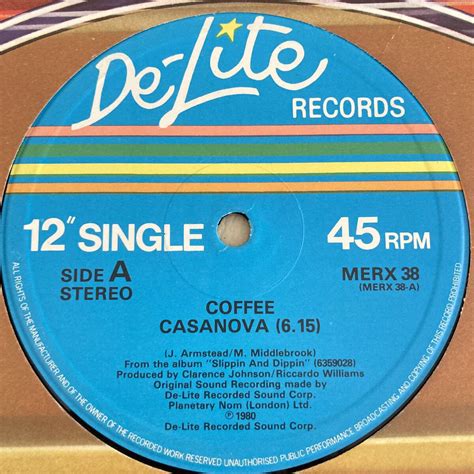 De-Lite
RECORDS
12" SINGLE
45 RPM
SIDE A
STEREO
MERX 38
(MERX 38-A)
COFFEE
CASANOVA (6.15)
(J. Armstead/M. Middlebrook)
From the album "Slippin And Dippin" (6359028)
Produced by Clarence Johnson/Riccardo Williams
Original Sound Recording made by
De-Lite Recorded Sound Corp.
Planetary Nom (London) Ltd.
℗ 1980
De-Lite Recorded Sound Corp.
ALL RIGHTS OF THE MANUFACTURER AND OF THE OWNER OF THE RECORDED WORK RESERVED UNAUTHORISED PUBLIC PERFORMANCE BROADCASTING AND COPYING OF THIS RECORD PROHIBITED